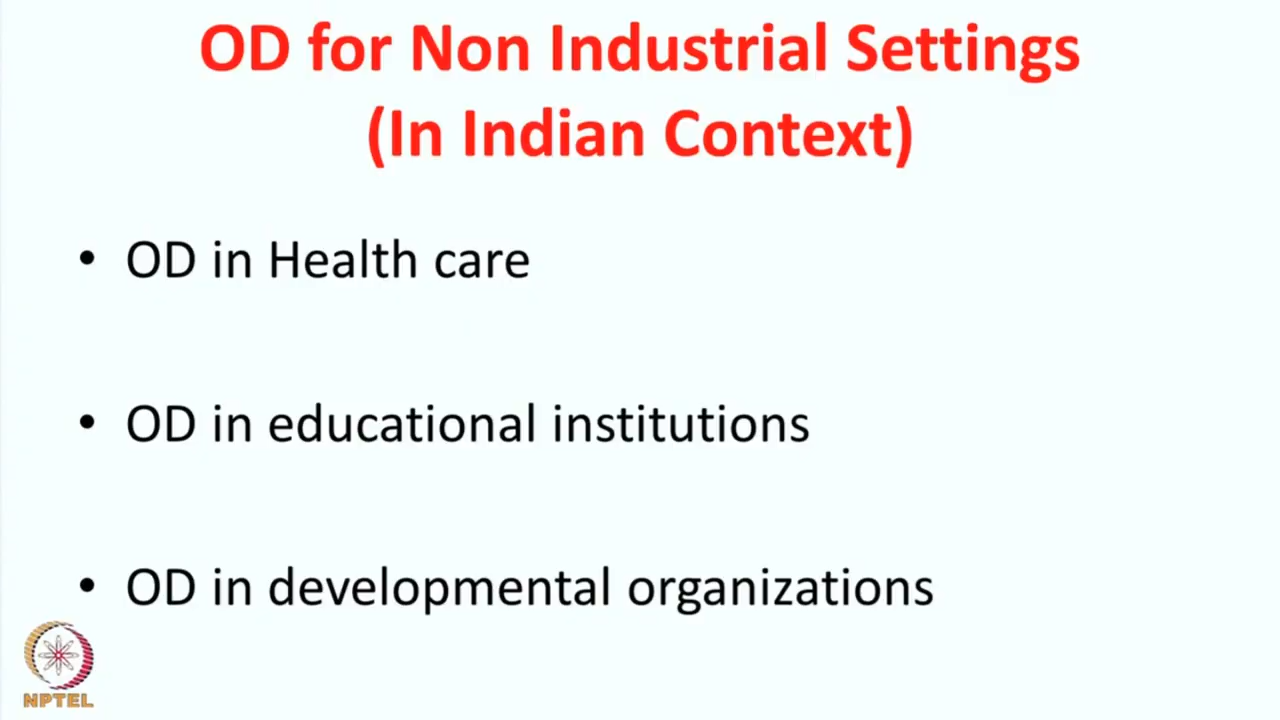 OD for Non Industrial Settings
(In Indian Context)
• OD in Health care
• OD in educational institutions
• OD in developmental organizations
NPTEL